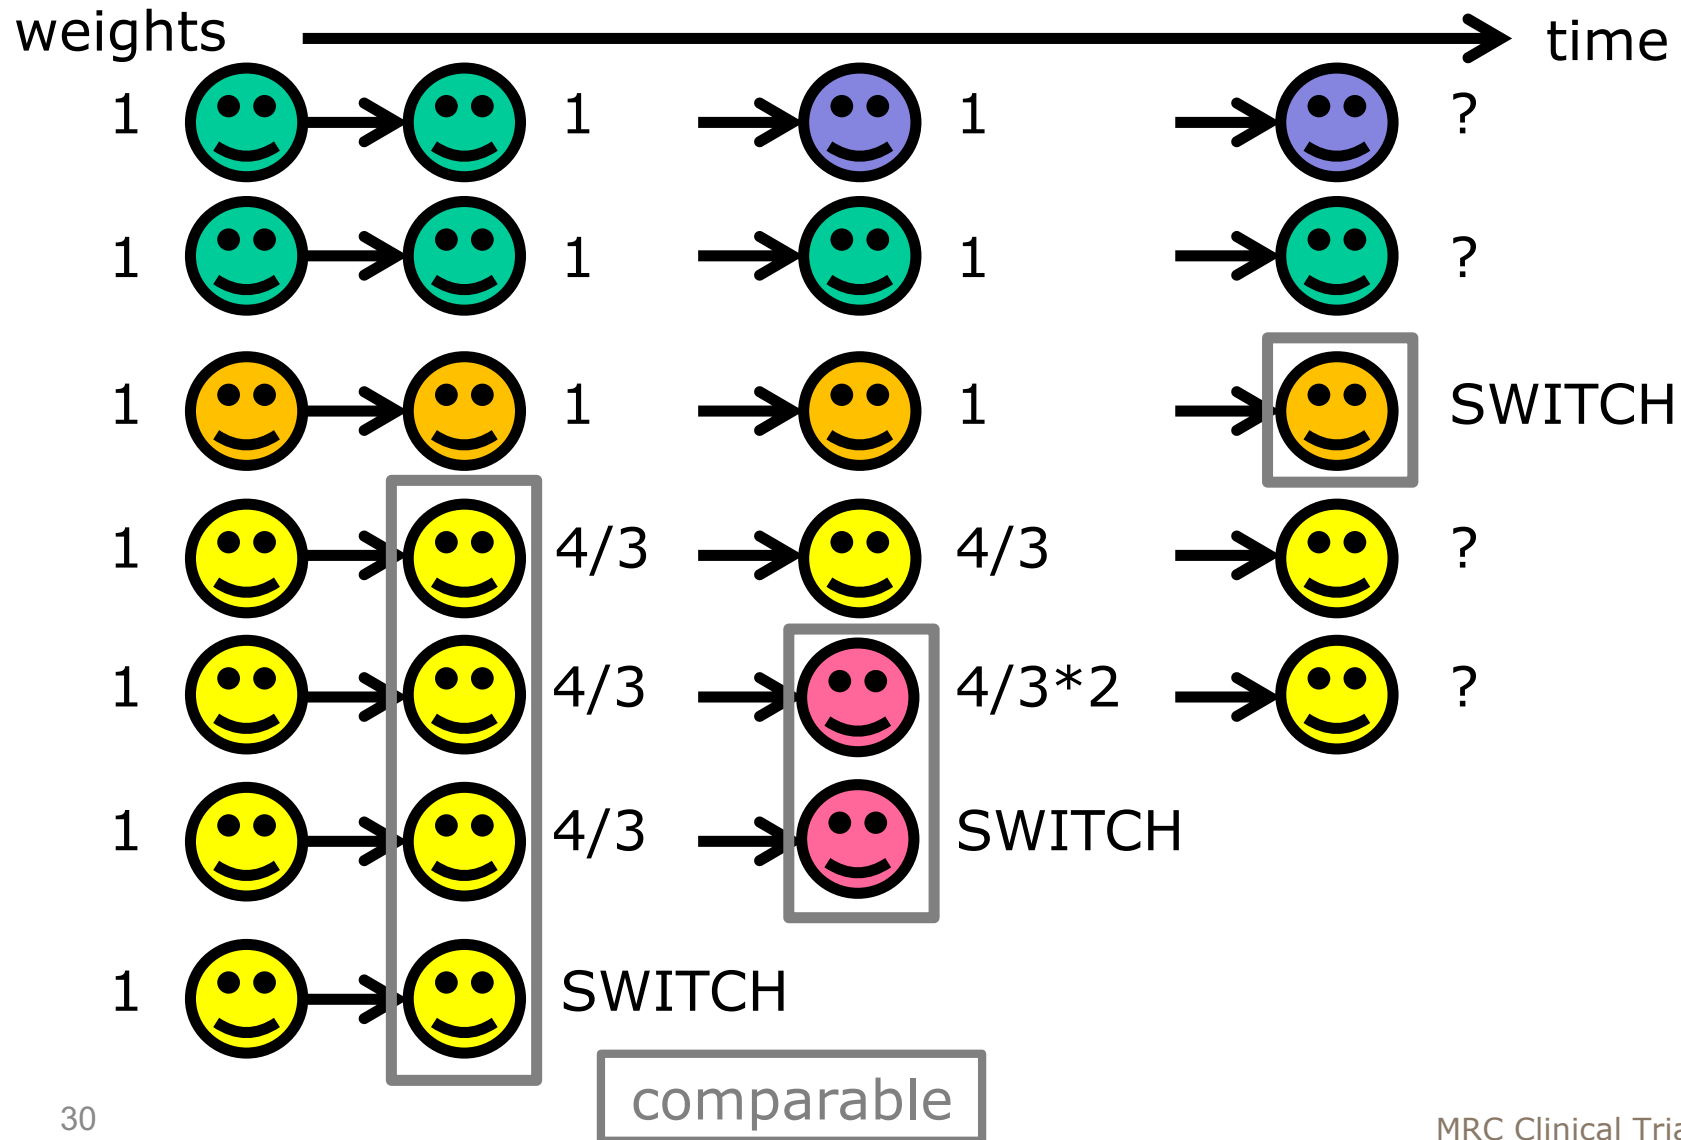 weights time
1 1 1 ?
1 1 1 ?
1 1 1 SWITCH
1 4/3 4/3 ?
1 4/3 4/3*2 ?
1 4/3 SWITCH
1 SWITCH
comparable
30
MRC Clinical